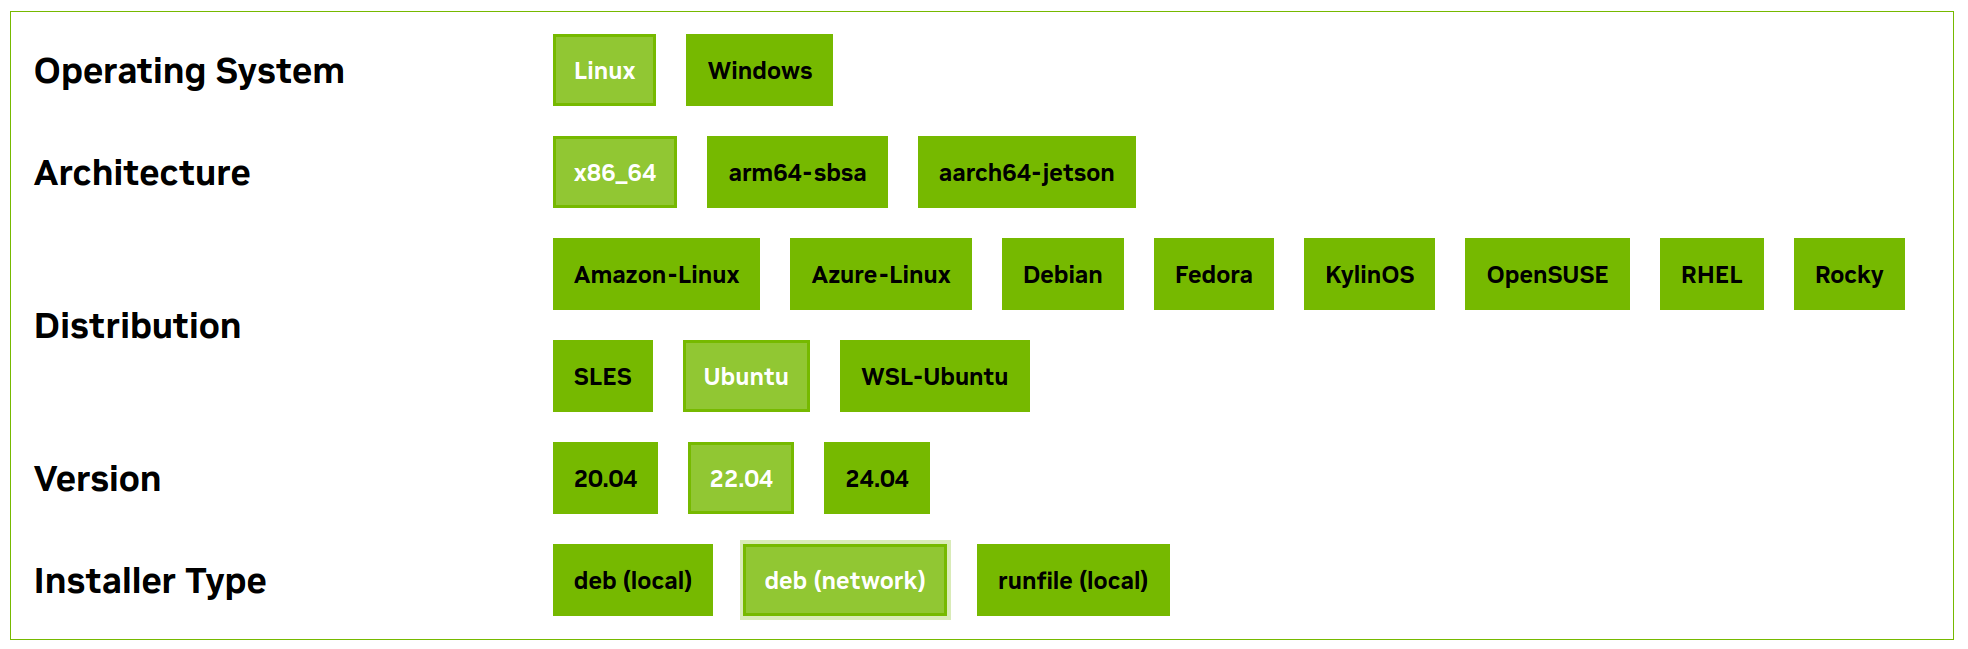 Operating System Linux Windows
Architecture x86_64 arm64-sbsa aarch64-jetson
Distribution
Amazon-Linux Azure-Linux Debian Fedora KylinOS OpenSUSE RHEL Rocky
SLES Ubuntu WSL-Ubuntu
Version 20.04 22.04 24.04
Installer Type deb (local) deb (network) runfile (local)